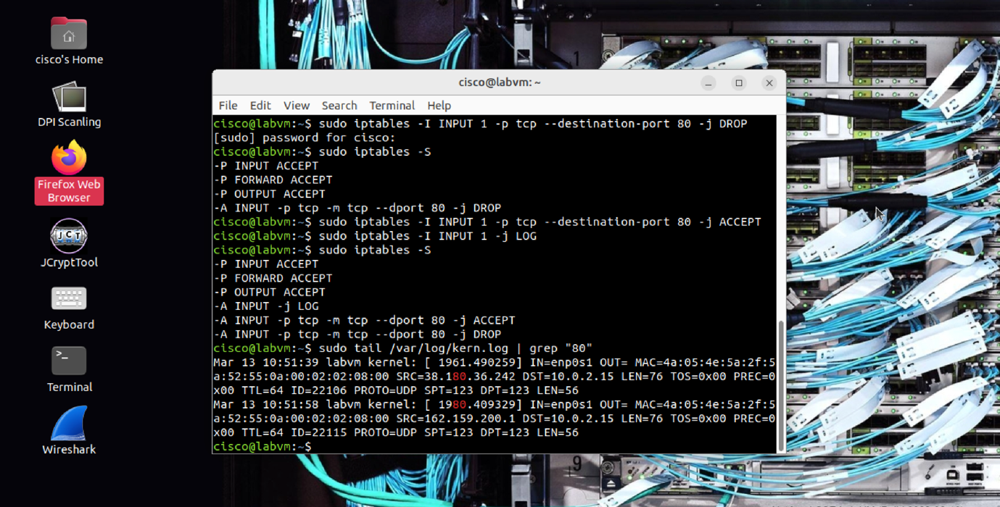 cisco's Home
DPI Scanling
Firefox Web
Browser
JCT
JCrypTool
Keyboard
>_
Terminal
Wireshark
1
9
cisco@labvm: ~
File Edit View Search Terminal Help
cisco@labvm:~$ sudo iptables -I INPUT 1 -p tcp --destination-port 80 -j DROP
[sudo] password for cisco:
cisco@labvm:~$ sudo iptables -S
-P INPUT ACCEPT
-P FORWARD ACCEPT
-P OUTPUT ACCEPT
-A INPUT -p tcp -m tcp --dport 80 -j DROP
cisco@labvm:~$ sudo iptables -I INPUT 1 -p tcp --destination-port 80 -j ACCEPT
cisco@labvm:~$ sudo iptables -I INPUT 1 -j LOG
cisco@labvm:~$ sudo iptables -S
-P INPUT ACCEPT
-P FORWARD ACCEPT
-P OUTPUT ACCEPT
-A INPUT -j LOG
-A INPUT -p tcp -m tcp --dport 80 -j ACCEPT
-A INPUT -p tcp -m tcp --dport 80 -j DROP
cisco@labvm:~$ sudo tail /var/log/kern.log | grep "80"
Mar 13 10:51:39 labvm kernel: [ 1961.490259] IN=enp0s1 OUT= MAC=4a:05:4e:5a:2f:5
a:52:55:0a:00:02:02:08:00 SRC=38.180.36.242 DST=10.0.2.15 LEN=76 TOS=0x00 PREC=0
x00 TTL=64 ID=22106 PROTO=UDP SPT=123 DPT=123 LEN=56
Mar 13 10:51:58 labvm kernel: [ 1980.409329] IN=enp0s1 OUT= MAC=4a:05:4e:5a:2f:5
a:52:55:0a:00:02:02:08:00 SRC=162.159.200.1 DST=10.0.2.15 LEN=76 TOS=0x00 PREC=0
x00 TTL=64 ID=22115 PROTO=UDP SPT=123 DPT=123 LEN=56
cisco@labvm:~$